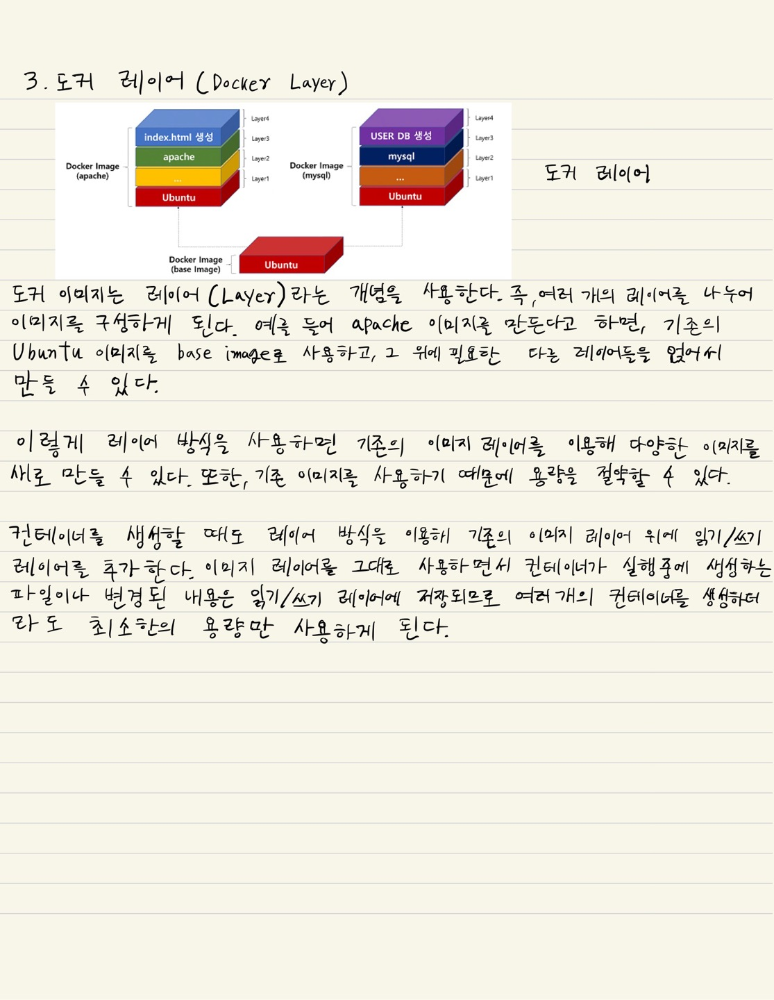 3. 도커 레이어 (Docker Layer)
Layer4
index.html 생성
Layer3
apache
Layer2
Docker Image
(apache)
...
Layer1
Ubuntu
Layer4
USER DB 생성
Layer3
mysql
Layer2
Docker Image
(mysql)
...
Layer1
Ubuntu
도커 레이어
Docker Image
(base Image)
Ubuntu
도커 이미지는 레이어(Layer)라는 개념을 사용한다. 즉, 여러 개의 레이어를 나누어
이미지를 구성하게 된다. 예를 들어 apache 이미지를 만든다고 하면, 기존의
Ubuntu 이미지를 base image로 사용하고, 그 위에 필요한 다른 레이어들을 얹어서
만들 수 있다.
이렇게 레이어 방식을 사용하면 기존의 이미지 레이어를 이용해 다양한 이미지를
새로 만들 수 있다. 또한, 기존 이미지를 사용하기 때문에 용량을 절약할 수 있다.
컨테이너를 생성할 때도 레이어 방식을 이용해 기존의 이미지 레이어 위에 읽기/쓰기
레이어를 추가한다. 이미지 레이어를 그대로 사용하면서 컨테이너가 실행중에 생성하는
파일이나 변경된 내용은 읽기/쓰기 레이어에 저장되므로 여러개의 컨테이너를 생성하더
라도 최소한의 용량만 사용하게 된다.